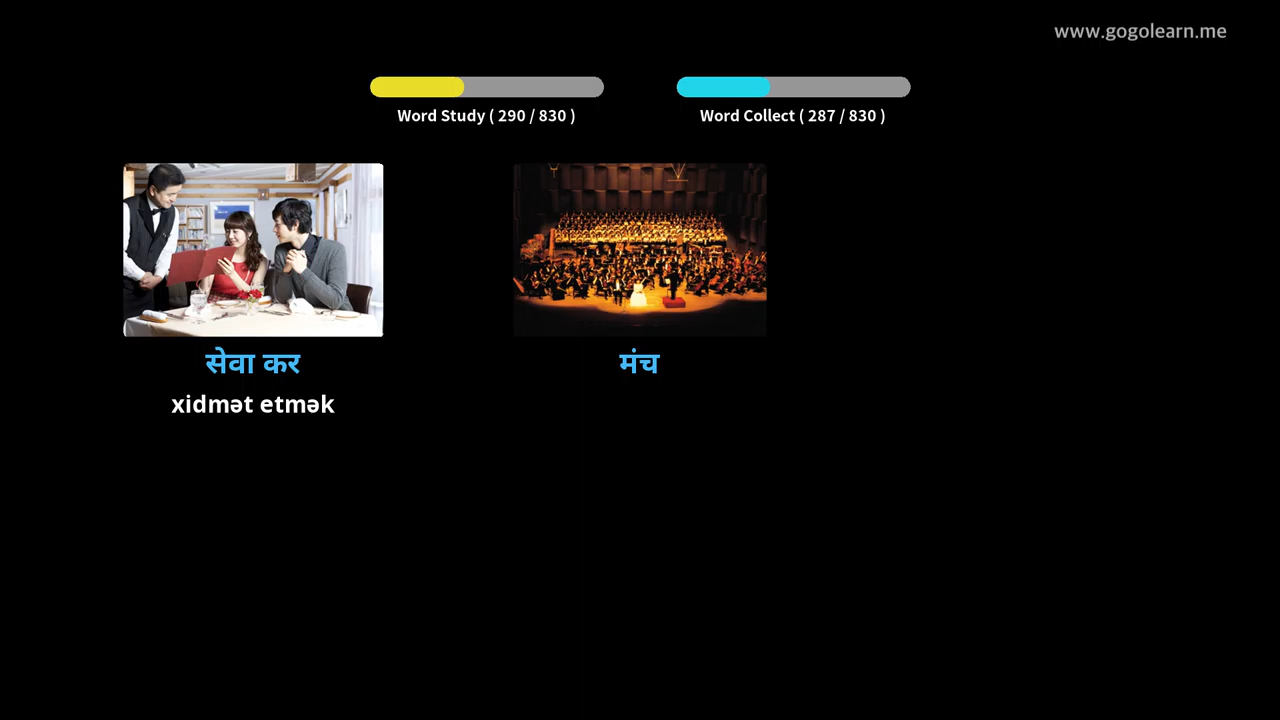 www.gogolearn.me
Word Study ( 290 / 830 )
Word Collect ( 287 / 830 )
सेवा कर
मंच
xidmət etmək